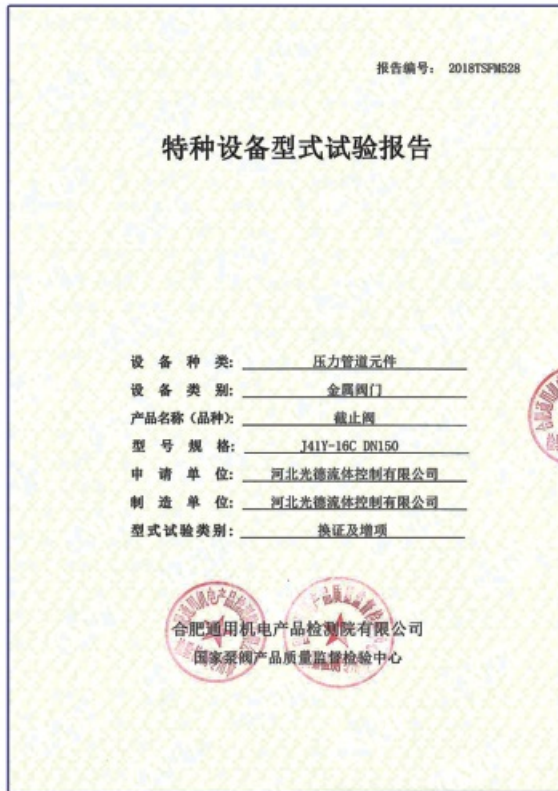 报告编号： 2018TSFM528
特种设备型式试验报告
设备种类： 压力管道元件
设备类别： 金属阀门
产品名称（品种）： 截止阀
型号规格： J41Y-16C DN150
申请单位： 河北光德流体控制有限公司
制造单位： 河北光德流体控制有限公司
型式试验类别： 换证及增项
合肥通用机电产品检测院有限公司
国家泵阀产品质量监督检验中心